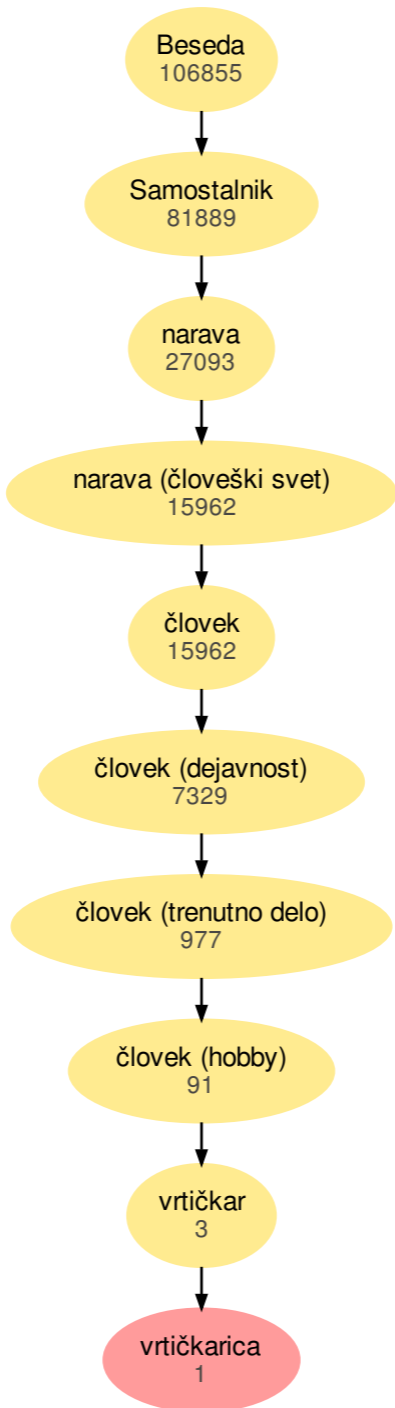 Beseda
106855
Samostalnik
81889
narava
27093
narava (človeški svet)
15962
človek
15962
človek (dejavnost)
7329
človek (trenutno delo)
977
človek (hobby)
91
vrtičkar
3
vrtičkarica
1